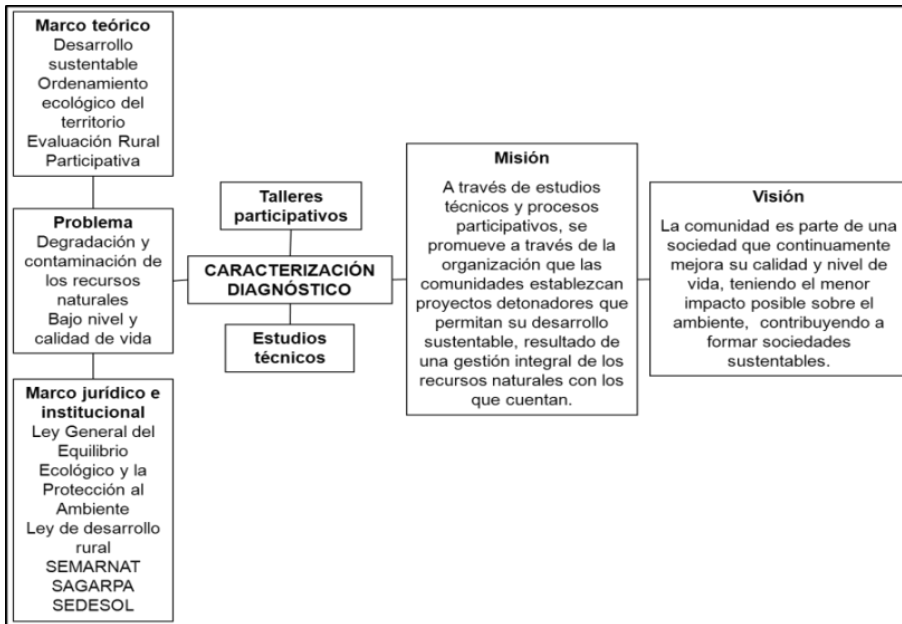 Marco teórico
Desarrollo
sustentable
Ordenamiento
ecológico del
territorio
Evaluación Rural
Participativa
Problema
Degradación y
contaminación de
los recursos
naturales
Bajo nivel y
calidad de vida
Marco jurídico e
institucional
Ley General del
Equilibrio
Ecológico y la
Protección al
Ambiente
Ley de desarrollo
rural
SEMARNAT
SAGARPA
SEDESOL
Talleres
participativos
CARACTERIZACIÓN
DIAGNÓSTICO
Estudios
técnicos
Misión
A través de estudios
técnicos y procesos
participativos, se
promueve a través de la
organización que las
comunidades establezcan
proyectos detonadores que
permitan su desarrollo
sustentable, resultado de
una gestión integral de los
recursos naturales con los
que cuentan.
Visión
La comunidad es parte de una
sociedad que continuamente
mejora su calidad y nivel de
vida, teniendo el menor
impacto posible sobre el
ambiente, contribuyendo a
formar sociedades
sustentables.